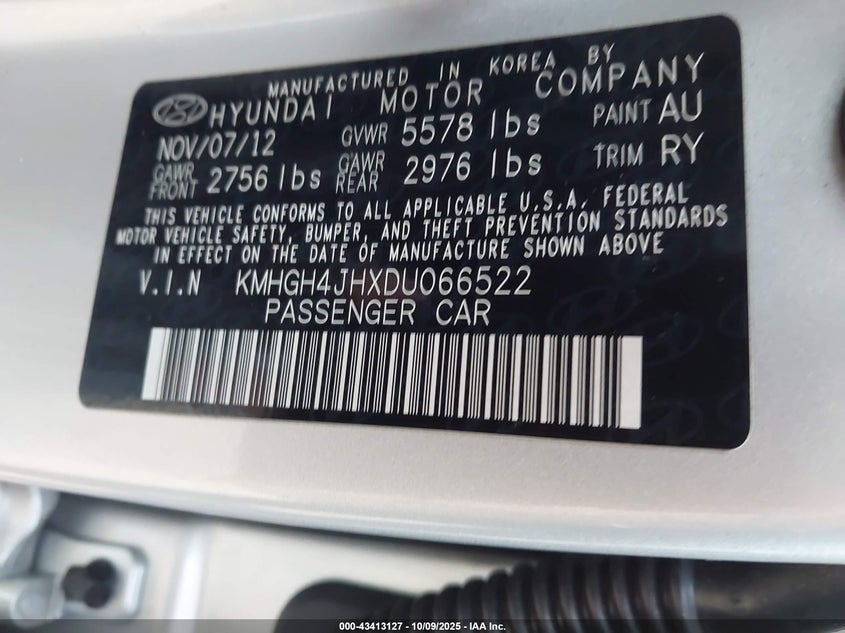 MANUFACTURED IN KOREA BY
HYUNDAI MOTOR COMPANY
NOV/07/12 GVWR 5578 lbs PAINT AU
GAWR FRONT 2756 lbs GAWR REAR 2976 lbs TRIM RY
THIS VEHICLE CONFORMS TO ALL APPLICABLE U.S.A. FEDERAL
MOTOR VEHICLE SAFETY, BUMPER, AND THEFT PREVENTION STANDARDS
IN EFFECT ON THE DATE OF MANUFACTURE SHOWN ABOVE
V.I.N KMHGH4JHXDU066522
PASSENGER CAR
000-43413127 - 10/09/2025 - IAA Inc.